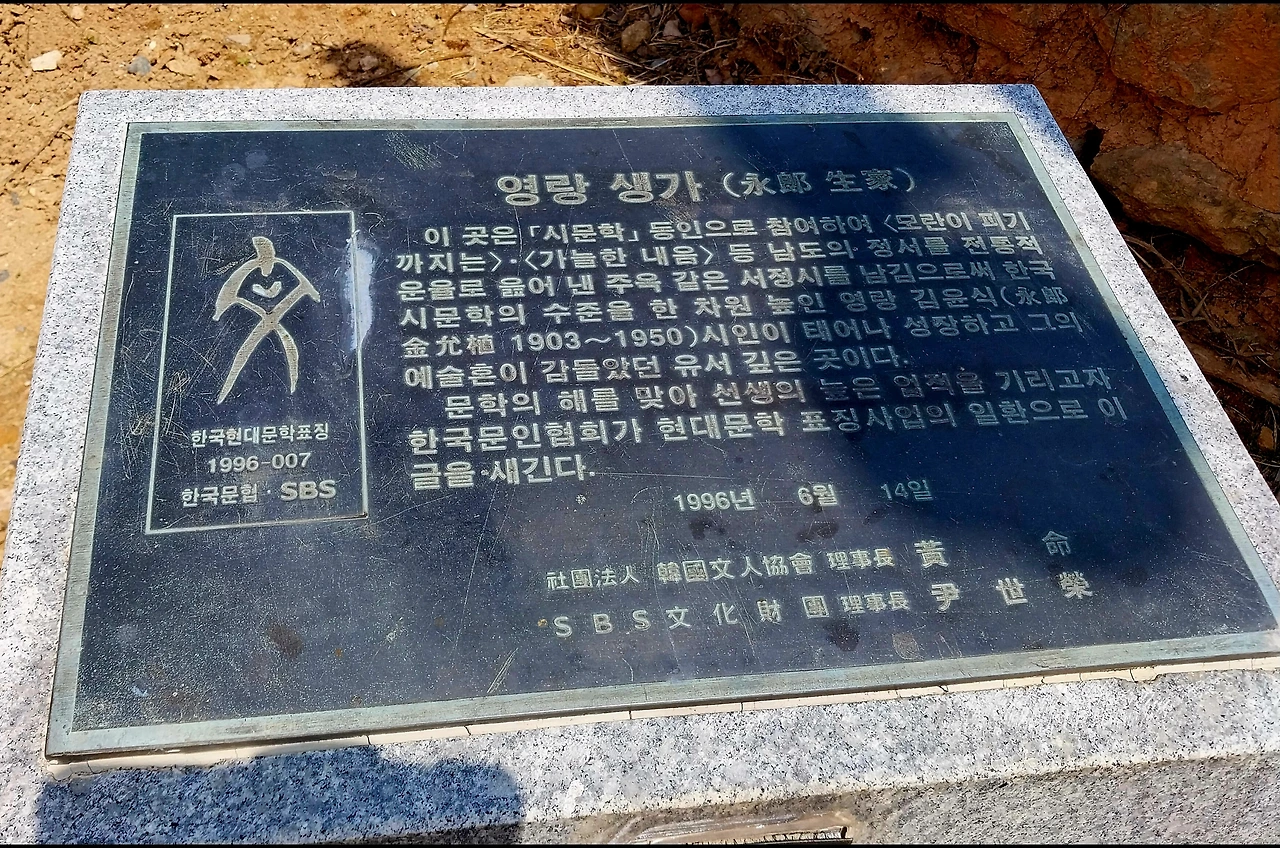 영랑 생가 (永郎 生家)
이 곳은 「시문학」 동인으로 참여하여 〈모란이 피기
까지는〉·〈가늘한 내음〉 등 남도의 정서를 전통적
운율로 읊어 낸 주옥 같은 서정시를 남김으로써 한국
시문학의 수준을 한 차원 높인 영랑 김윤식(永郎
金允植 1903~1950)시인이 태어나 성장하고 그의
예술혼이 감돌았던 유서 깊은 곳이다.
문학의 해를 맞아 선생의 높은 업적을 기리고자
한국문인협회가 현대문학 표징사업의 일환으로 이
글을 새긴다.
1996년 6월 14일
社團法人 韓國文人協會 理事長 黃 命
SBS文化財團 理事長 尹世榮
한국현대문학표징
1996-007
한국문협·SBS